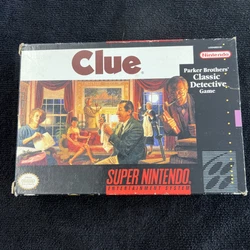 Nintendo
Clue
Parker Brothers'
Classic
Detective
Game
SUPER NINTENDO
ENTERTAINMENT SYSTEM